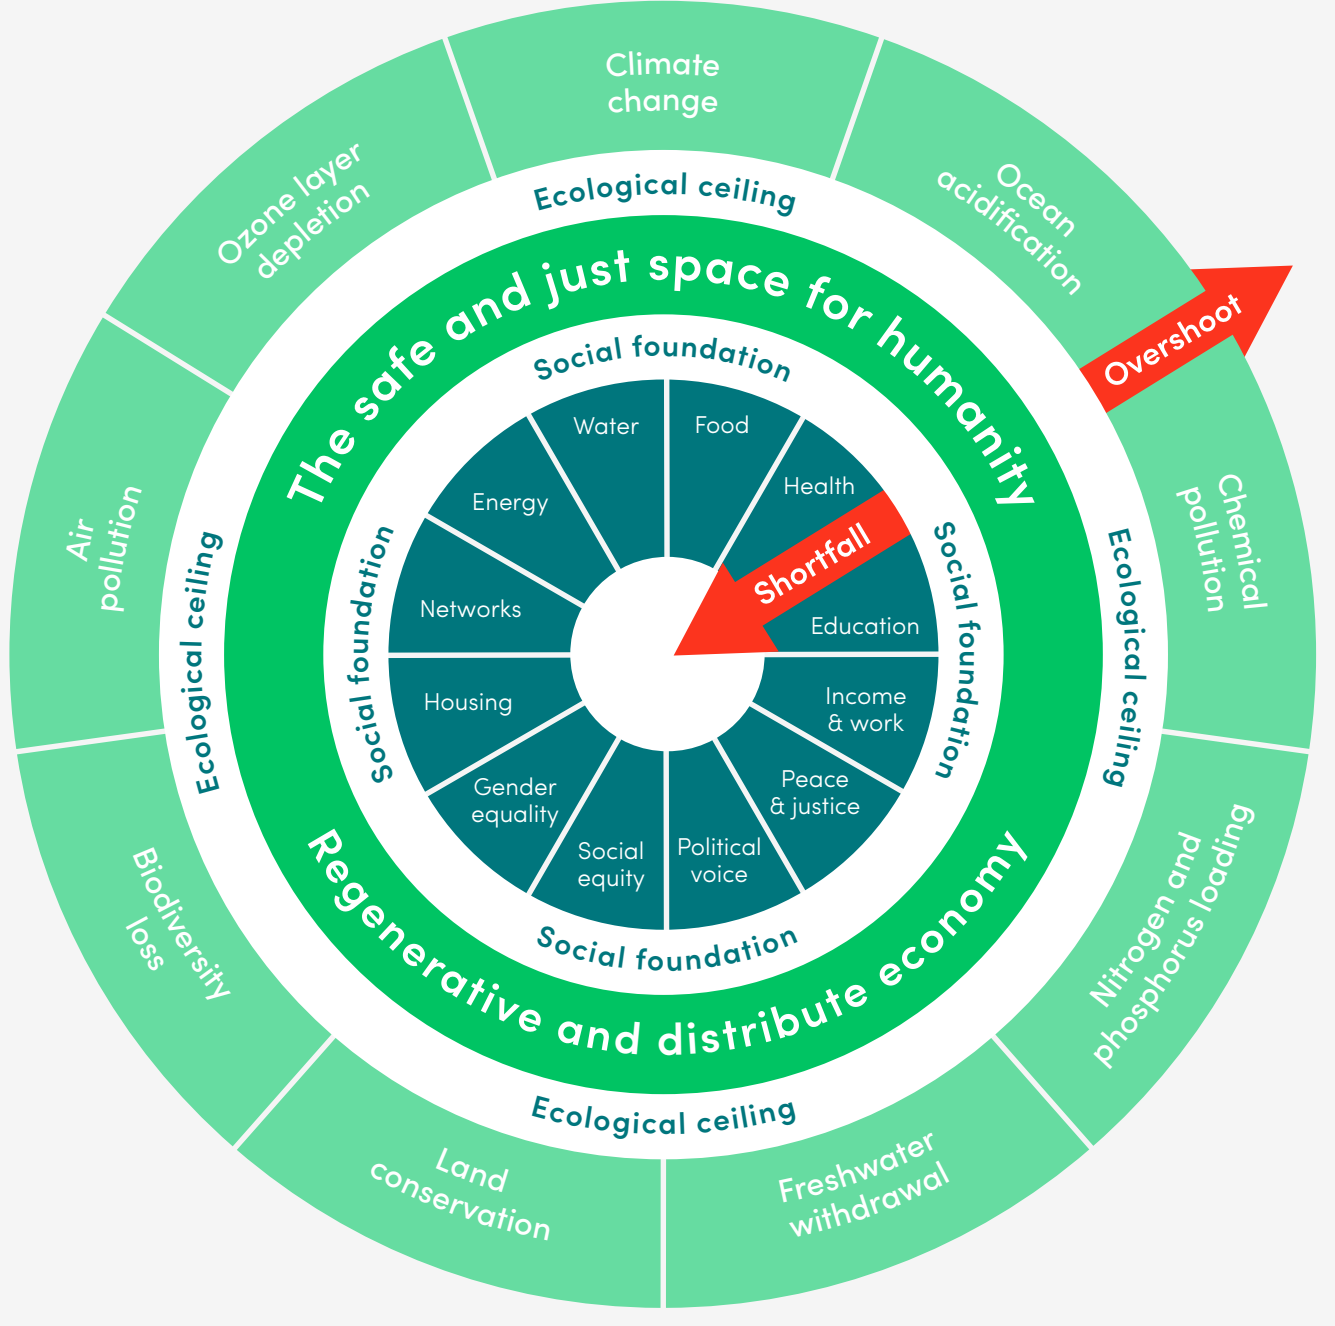 Climate
change
Ocean
acidification
Overshoot
Chemical
pollution
Nitrogen and
phosphorus loading
Freshwater
withdrawal
Land
conservation
Biodiversity
loss
Air
pollution
Ozone layer
depletion
Ecological ceiling
Ecological ceiling
Ecological ceiling
Ecological ceiling
The safe and just space for humanity
Regenerative and distribute economy
Social foundation
Social foundation
Social foundation
Social foundation
Water
Food
Health
Shortfall
Education
Income
& work
Peace
& justice
Political
voice
Social
equity
Gender
equality
Housing
Networks
Energy